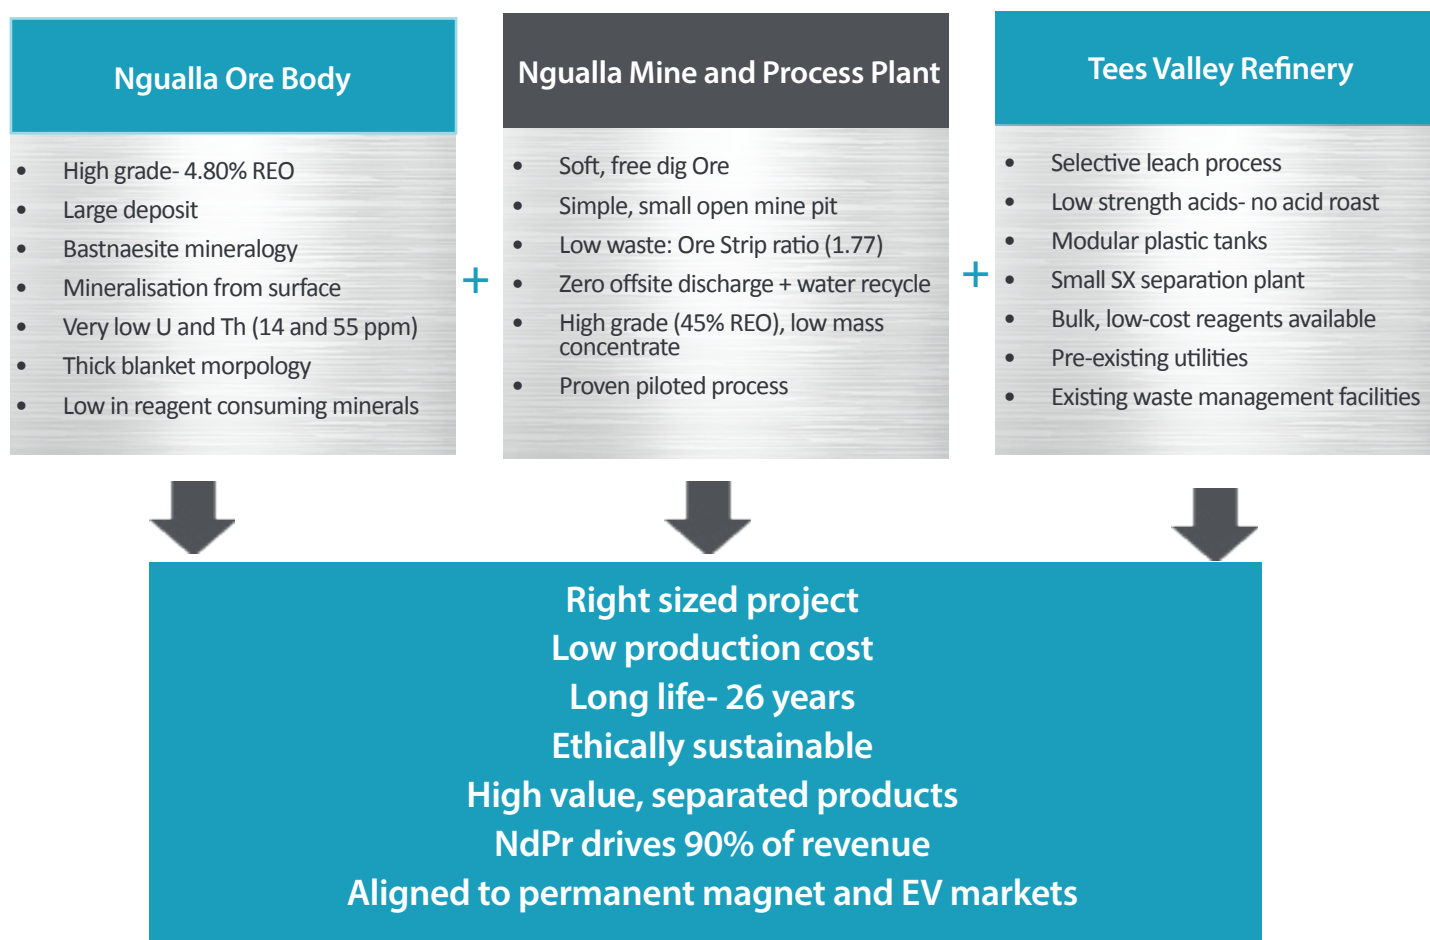 Ngualla Ore Body
• High grade- 4.80% REO
• Large deposit
• Bastnaesite mineralogy
• Mineralisation from surface
• Very low U and Th (14 and 55 ppm)
• Thick blanket morpology
• Low in reagent consuming minerals
+
Ngualla Mine and Process Plant
• Soft, free dig Ore
• Simple, small open mine pit
• Low waste: Ore Strip ratio (1.77)
• Zero offsite discharge + water recycle
• High grade (45% REO), low mass
concentrate
• Proven piloted process
+
Tees Valley Refinery
• Selective leach process
• Low strength acids- no acid roast
• Modular plastic tanks
• Small SX separation plant
• Bulk, low-cost reagents available
• Pre-existing utilities
• Existing waste management facilities
Right sized project
Low production cost
Long life- 26 years
Ethically sustainable
High value, separated products
NdPr drives 90% of revenue
Aligned to permanent magnet and EV markets